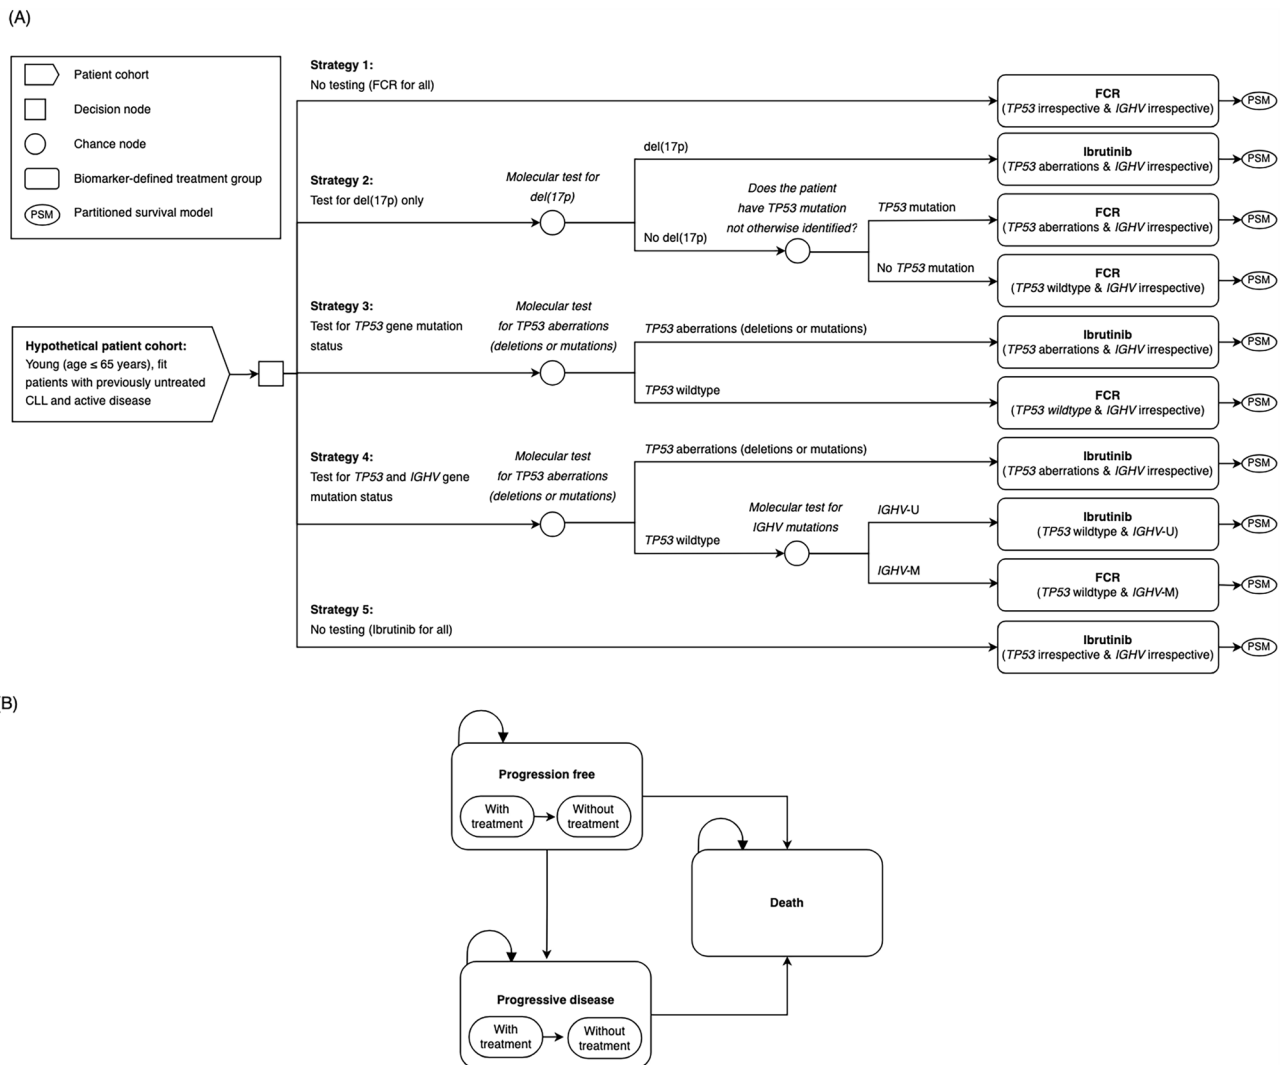 (A)
Patient cohort
Decision node
Chance node
Biomarker-defined treatment group
PSM
Partitioned survival model
Hypothetical patient cohort:
Young (age ≤ 65 years), fit
patients with previously untreated
CLL and active disease
Strategy 1:
No testing (FCR for all)
FCR
(TP53 irrespective & IGHV irrespective)
PSM
Strategy 2:
Test for del(17p) only
Molecular test for
del(17p)
del(17p)
Ibrutinib
(TP53 aberrations & IGHV irrespective)
PSM
No del(17p)
Does the patient
have TP53 mutation
not otherwise identified?
TP53 mutation
FCR
(TP53 aberrations & IGHV irrespective)
PSM
No TP53 mutation
FCR
(TP53 wildtype & IGHV irrespective)
PSM
Strategy 3:
Test for TP53 gene mutation
status
Molecular test
for TP53 aberrations
(deletions or mutations)
TP53 aberrations (deletions or mutations)
Ibrutinib
(TP53 aberrations & IGHV irrespective)
PSM
TP53 wildtype
FCR
(TP53 wildtype & IGHV irrespective)
PSM
Strategy 4:
Test for TP53 and IGHV gene
mutation status
Molecular test
for TP53 aberrations
(deletions or mutations)
TP53 aberrations (deletions or mutations)
Ibrutinib
(TP53 aberrations & IGHV irrespective)
PSM
TP53 wildtype
Molecular test for
IGHV mutations
IGHV-U
Ibrutinib
(TP53 wildtype & IGHV-U)
PSM
IGHV-M
FCR
(TP53 wildtype & IGHV-M)
PSM
Strategy 5:
No testing (Ibrutinib for all)
Ibrutinib
(TP53 irrespective & IGHV irrespective)
PSM
B)
Progression free
With
treatment
Without
treatment
Death
Progressive disease
With
treatment
Without
treatment